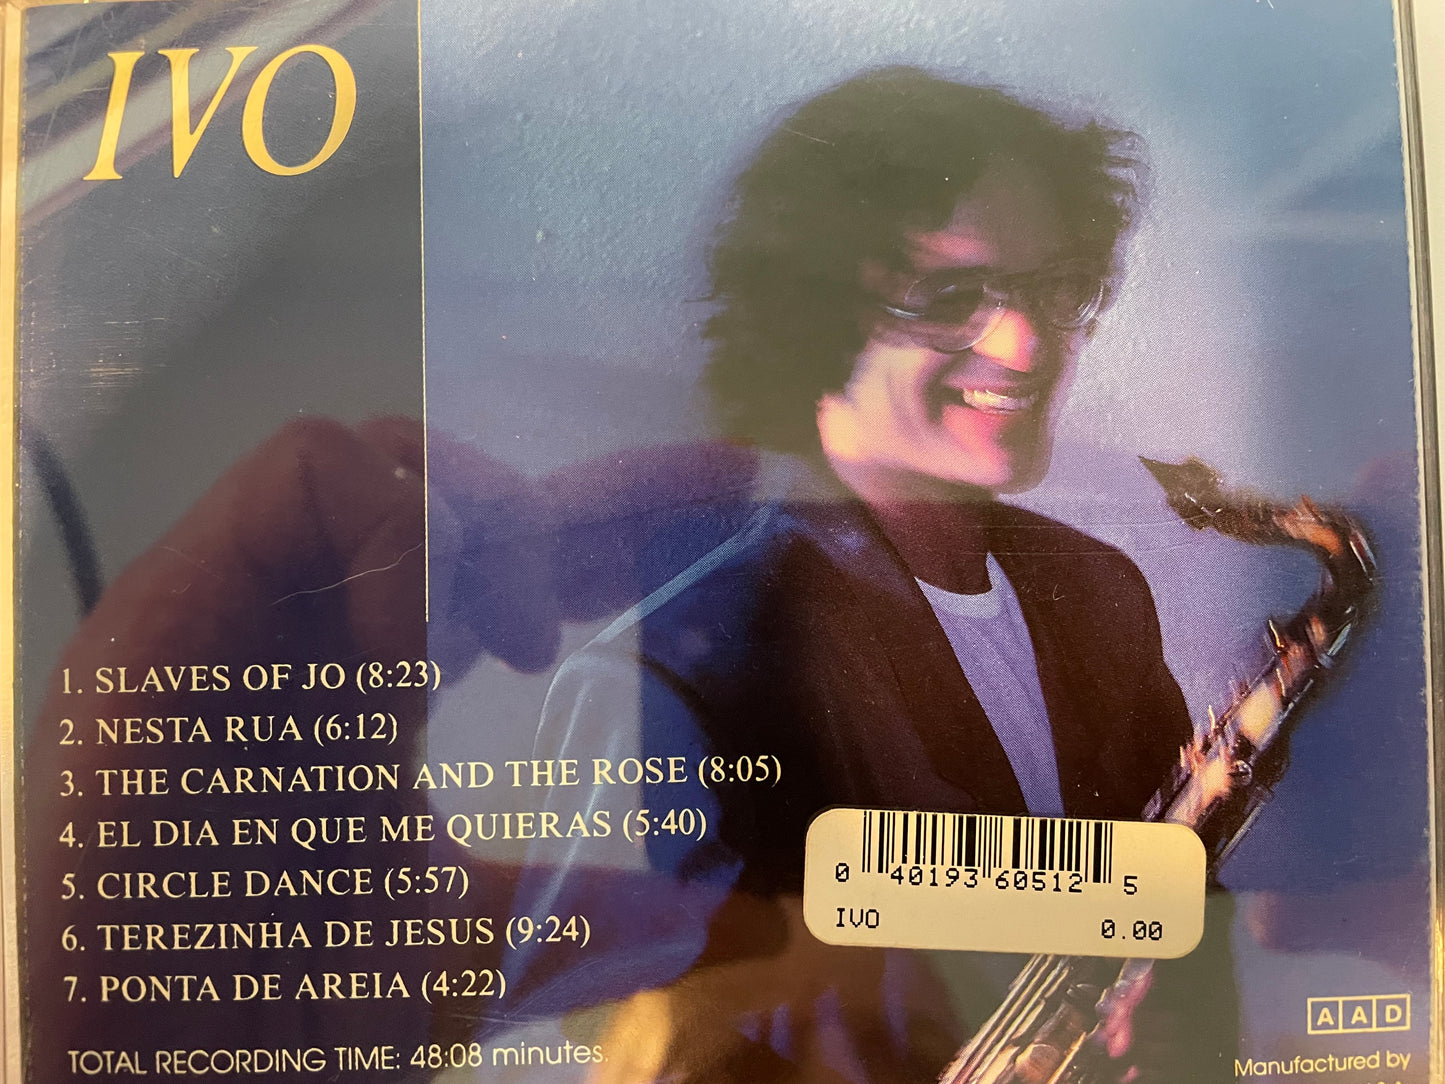 IVO
1. SLAVES OF JO (8:23)
2. NESTA RUA (6:12)
3. THE CARNATION AND THE ROSE (8:05)
4. EL DIA EN QUE ME QUIERAS (5:40)
5. CIRCLE DANCE (5:57)
6. TEREZINHA DE JESUS (9:24)
7. PONTA DE AREIA (4:22)
TOTAL RECORDING TIME: 48:08 minutes.
0 40193 60512 5
IVO 0.00
AAD
Manufactured by